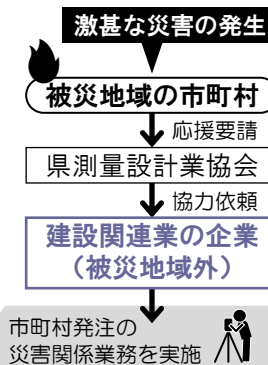 激甚な災害の発生
被災地域の市町村
応援要請
県測量設計業協会
協力依頼
建設関連業の企業
（被災地域外）
市町村発注の
災害関係業務を実施